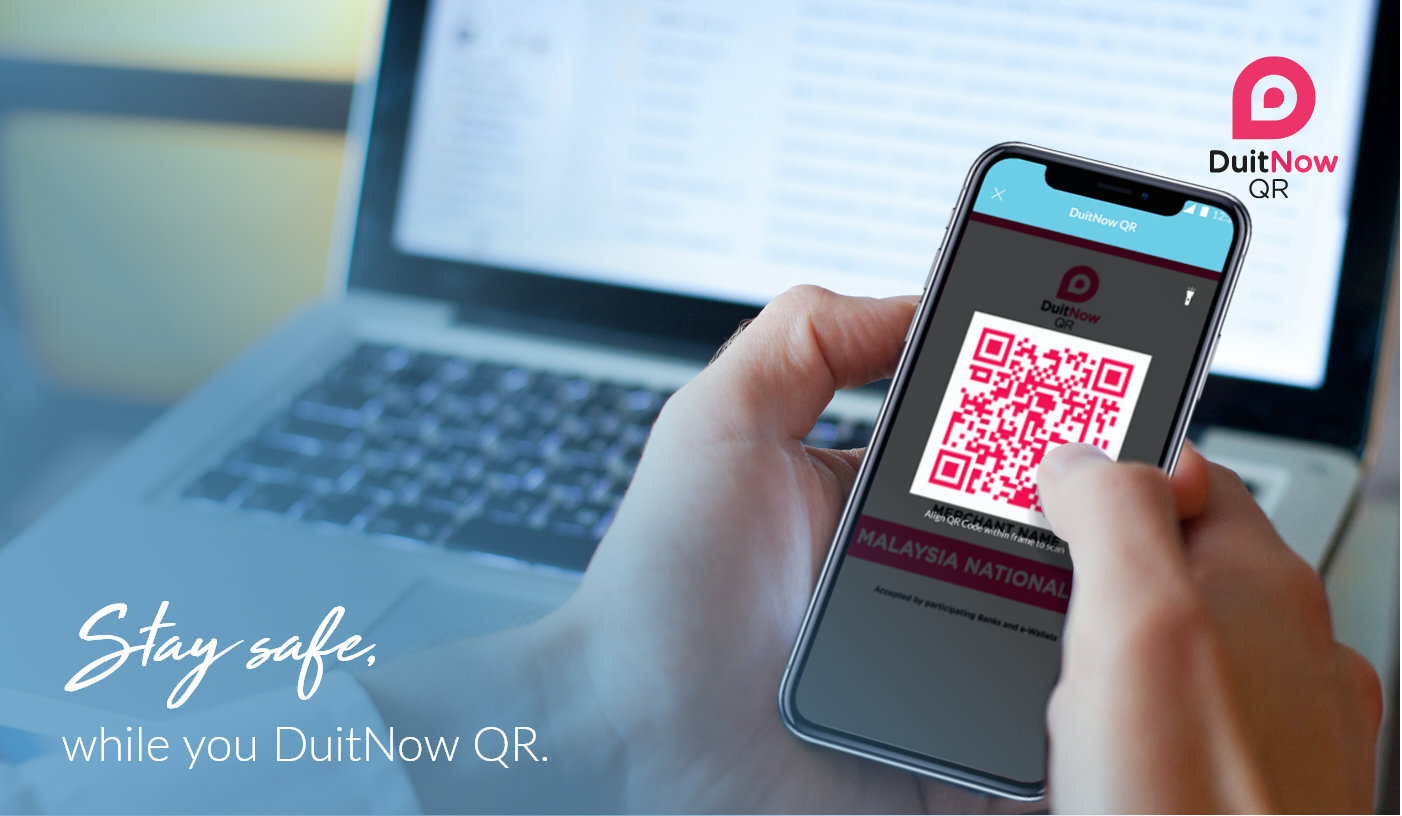 DuitNow
QR
12:
DuitNow QR
DuitNow
QR
MERCHANT NAME
Align QR Code within frame to scan
MALAYSIA NATIONAL
Accepted by participating Banks and e-Wallets
Stay safe,
while you DuitNow QR.